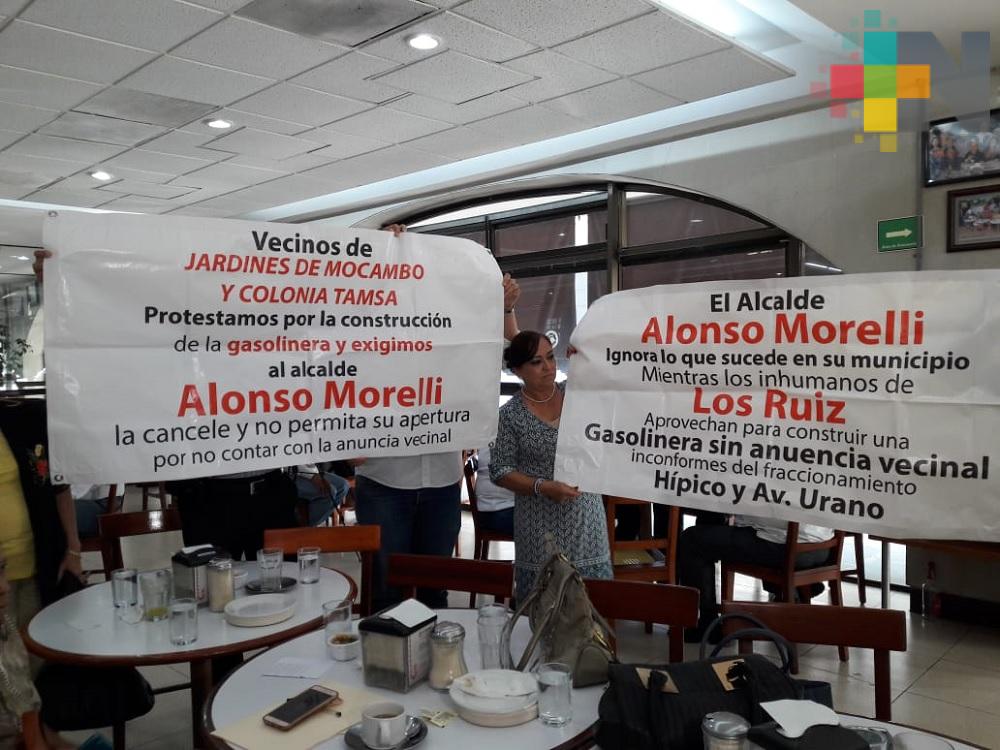 Vecinos de
JARDINES DE MOCAMBO
Y COLONIA TAMSA
Protestamos por la construcción
de la gasolinera y exigimos
al alcalde
Alonso Morelli
la cancele y no permita su apertura
por no contar con la anuncia vecinal
El Alcalde
Alonso Morelli
Ignora lo que sucede en su municipio
Mientras los inhumanos de
Los Ruiz
Aprovechan para construir una
Gasolinera sin anuencia vecinal
inconformes del fraccionamiento
Hípico y Av. Urano
N